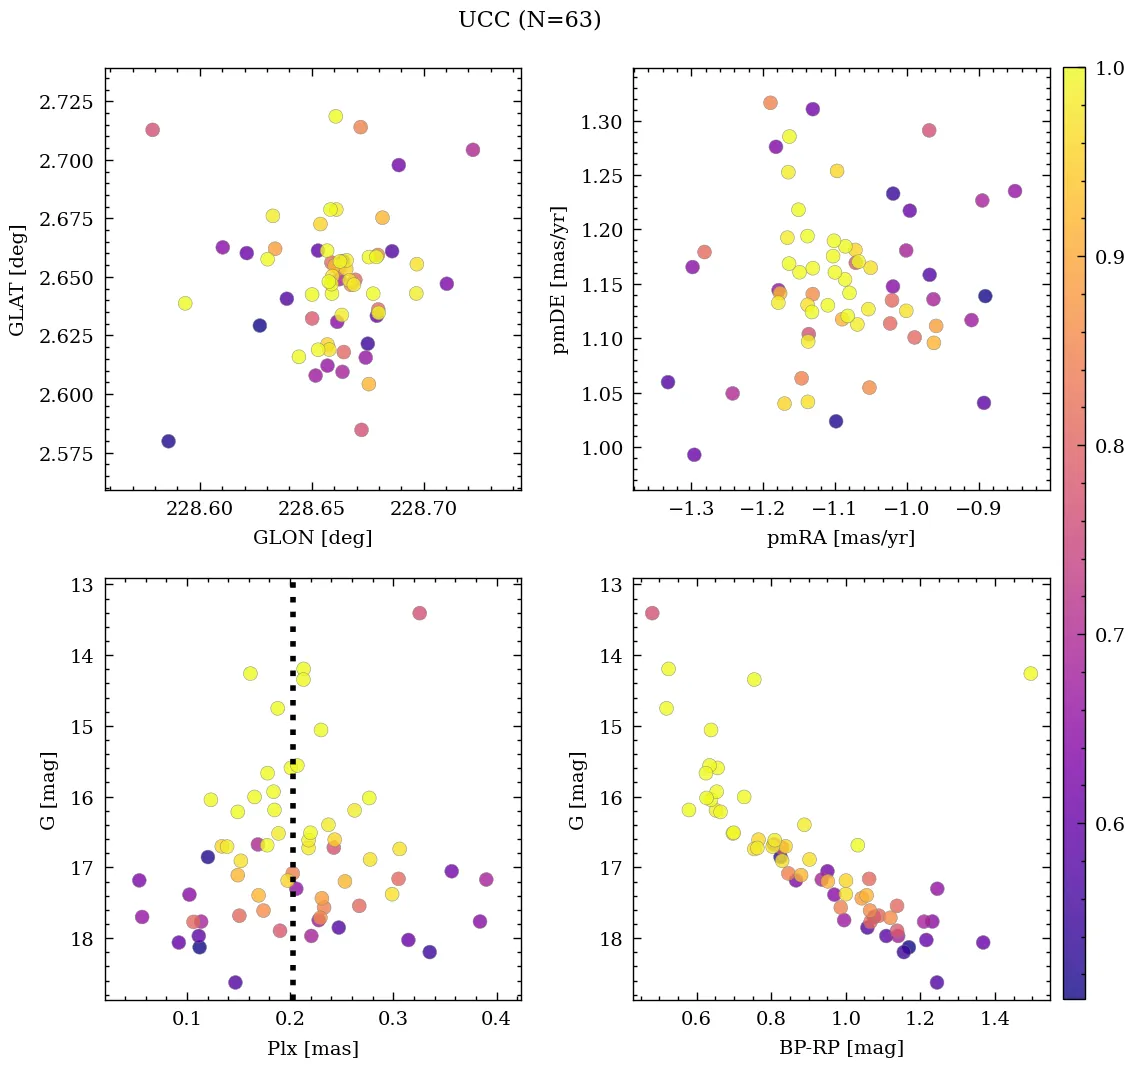 UCC (N=63)
2.725
2.700
2.675
2.650
2.625
2.600
2.575
GLAT [deg]
228.60 228.65 228.70
GLON [deg]
1.30
1.25
1.20
1.15
1.10
1.05
1.00
pmDE [mas/yr]
−1.3 −1.2 −1.1 −1.0 −0.9
pmRA [mas/yr]
1.0
0.9
0.8
0.7
0.6
13
14
15
16
17
18
G [mag]
0.1 0.2 0.3 0.4
Plx [mas]
13
14
15
16
17
18
G [mag]
0.6 0.8 1.0 1.2 1.4
BP-RP [mag]